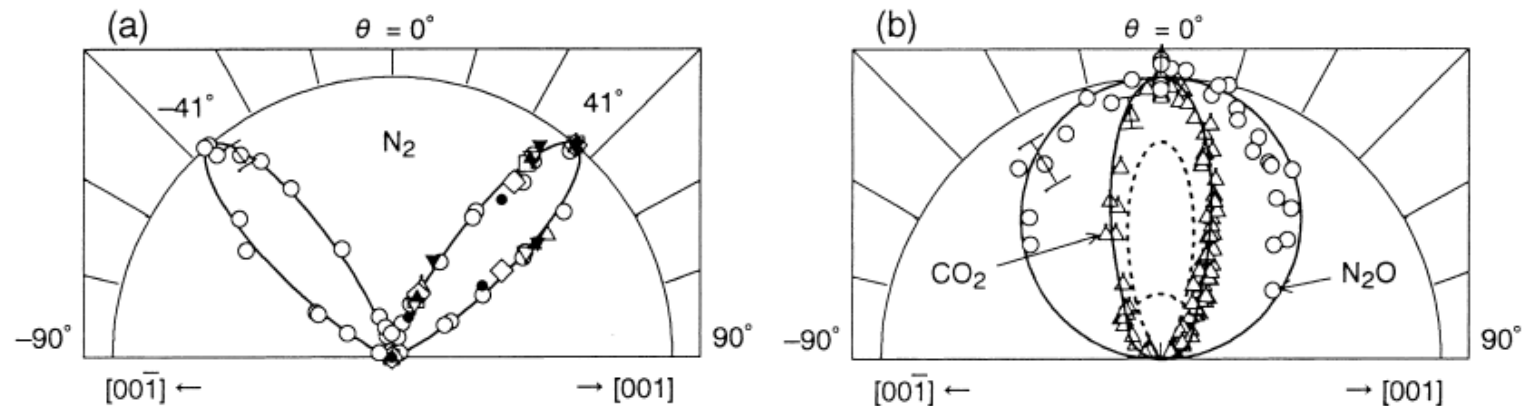 (a)
θ = 0°
–41°
41°
N₂
–90°
90°
[001̄] ←
→ [001]
(b)
θ = 0°
CO₂
N₂O
–90°
90°
[001̄] ←
→ [001]